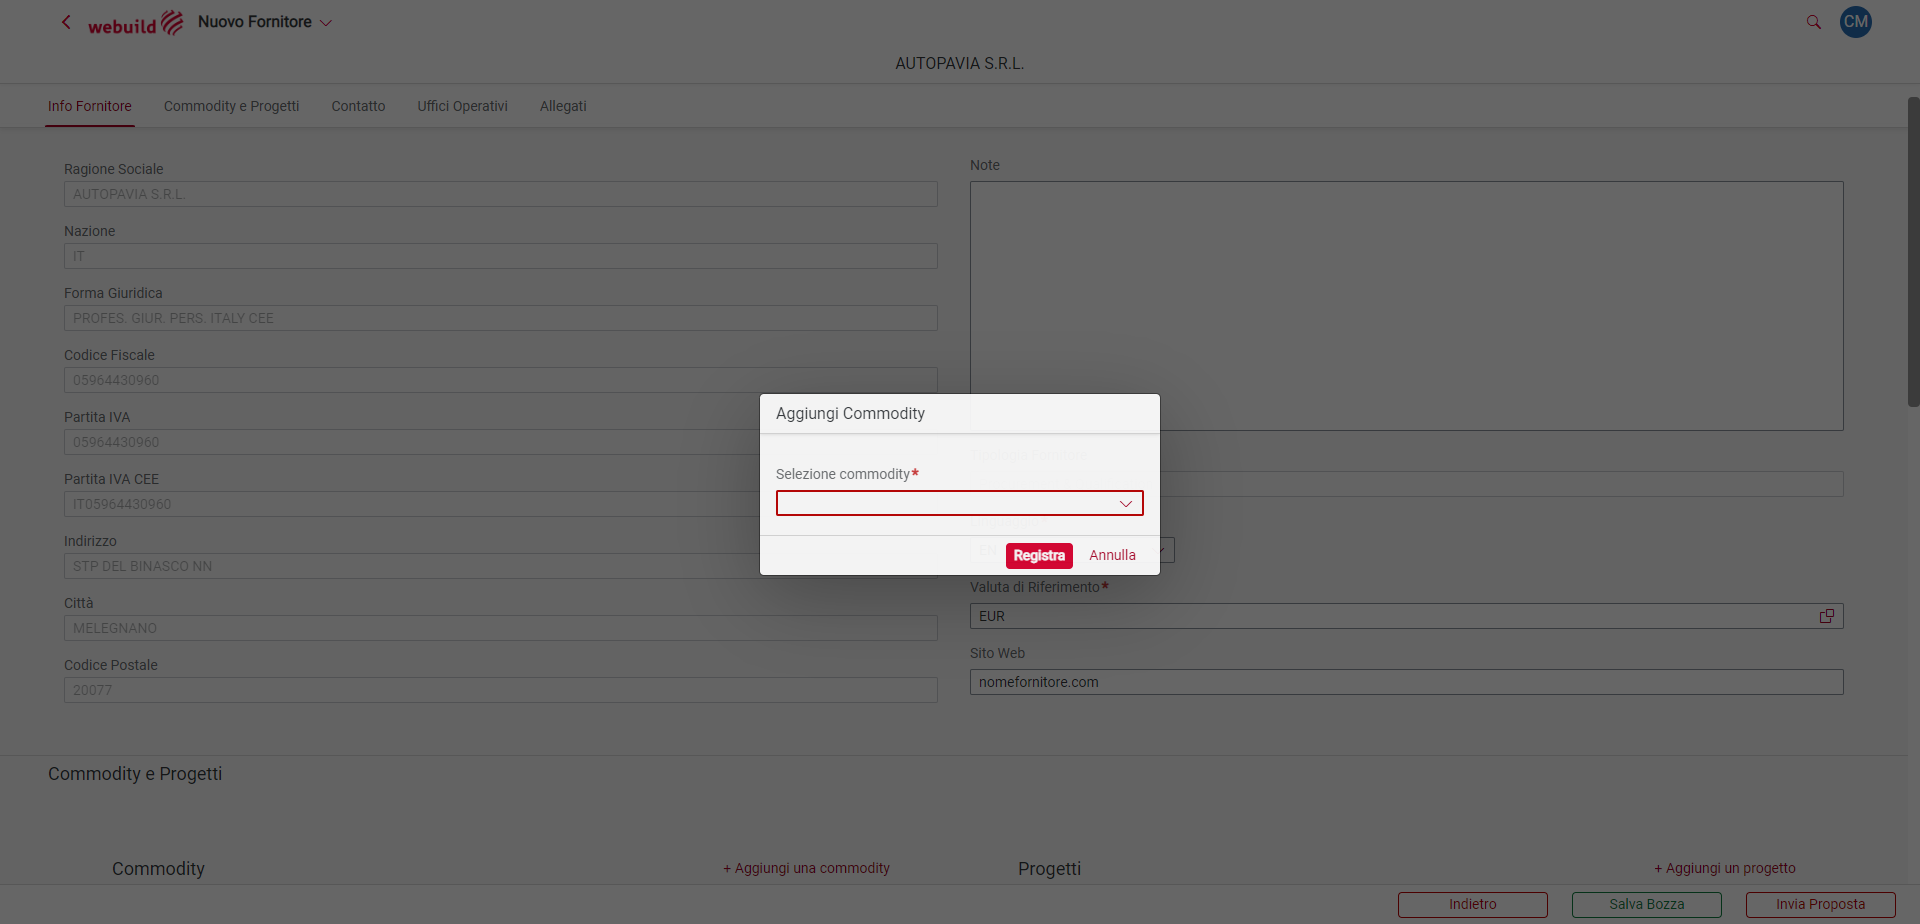 webuild
Nuovo Fornitore
CM
AUTOPAVIA S.R.L.
Info Fornitore
Commodity e Progetti
Contatto
Uffici Operativi
Allegati
Ragione Sociale
AUTOPAVIA S.R.L.
Nazione
IT
Forma Giuridica
PROFES. GIUR. PERS. ITALY CEE
Codice Fiscale
05964430960
Partita IVA
05964430960
Partita IVA CEE
IT05964430960
Indirizzo
STP DEL BINASCO NN
Città
MELEGNANO
Codice Postale
20077
Note
Aggiungi Commodity
Selezione commodity*
Registra
Annulla
Valuta di Riferimento*
EUR
Sito Web
nomefornitore.com
Commodity e Progetti
Commodity
+ Aggiungi una commodity
Progetti
+ Aggiungi un progetto
Indietro
Salva Bozza
Invia Proposta